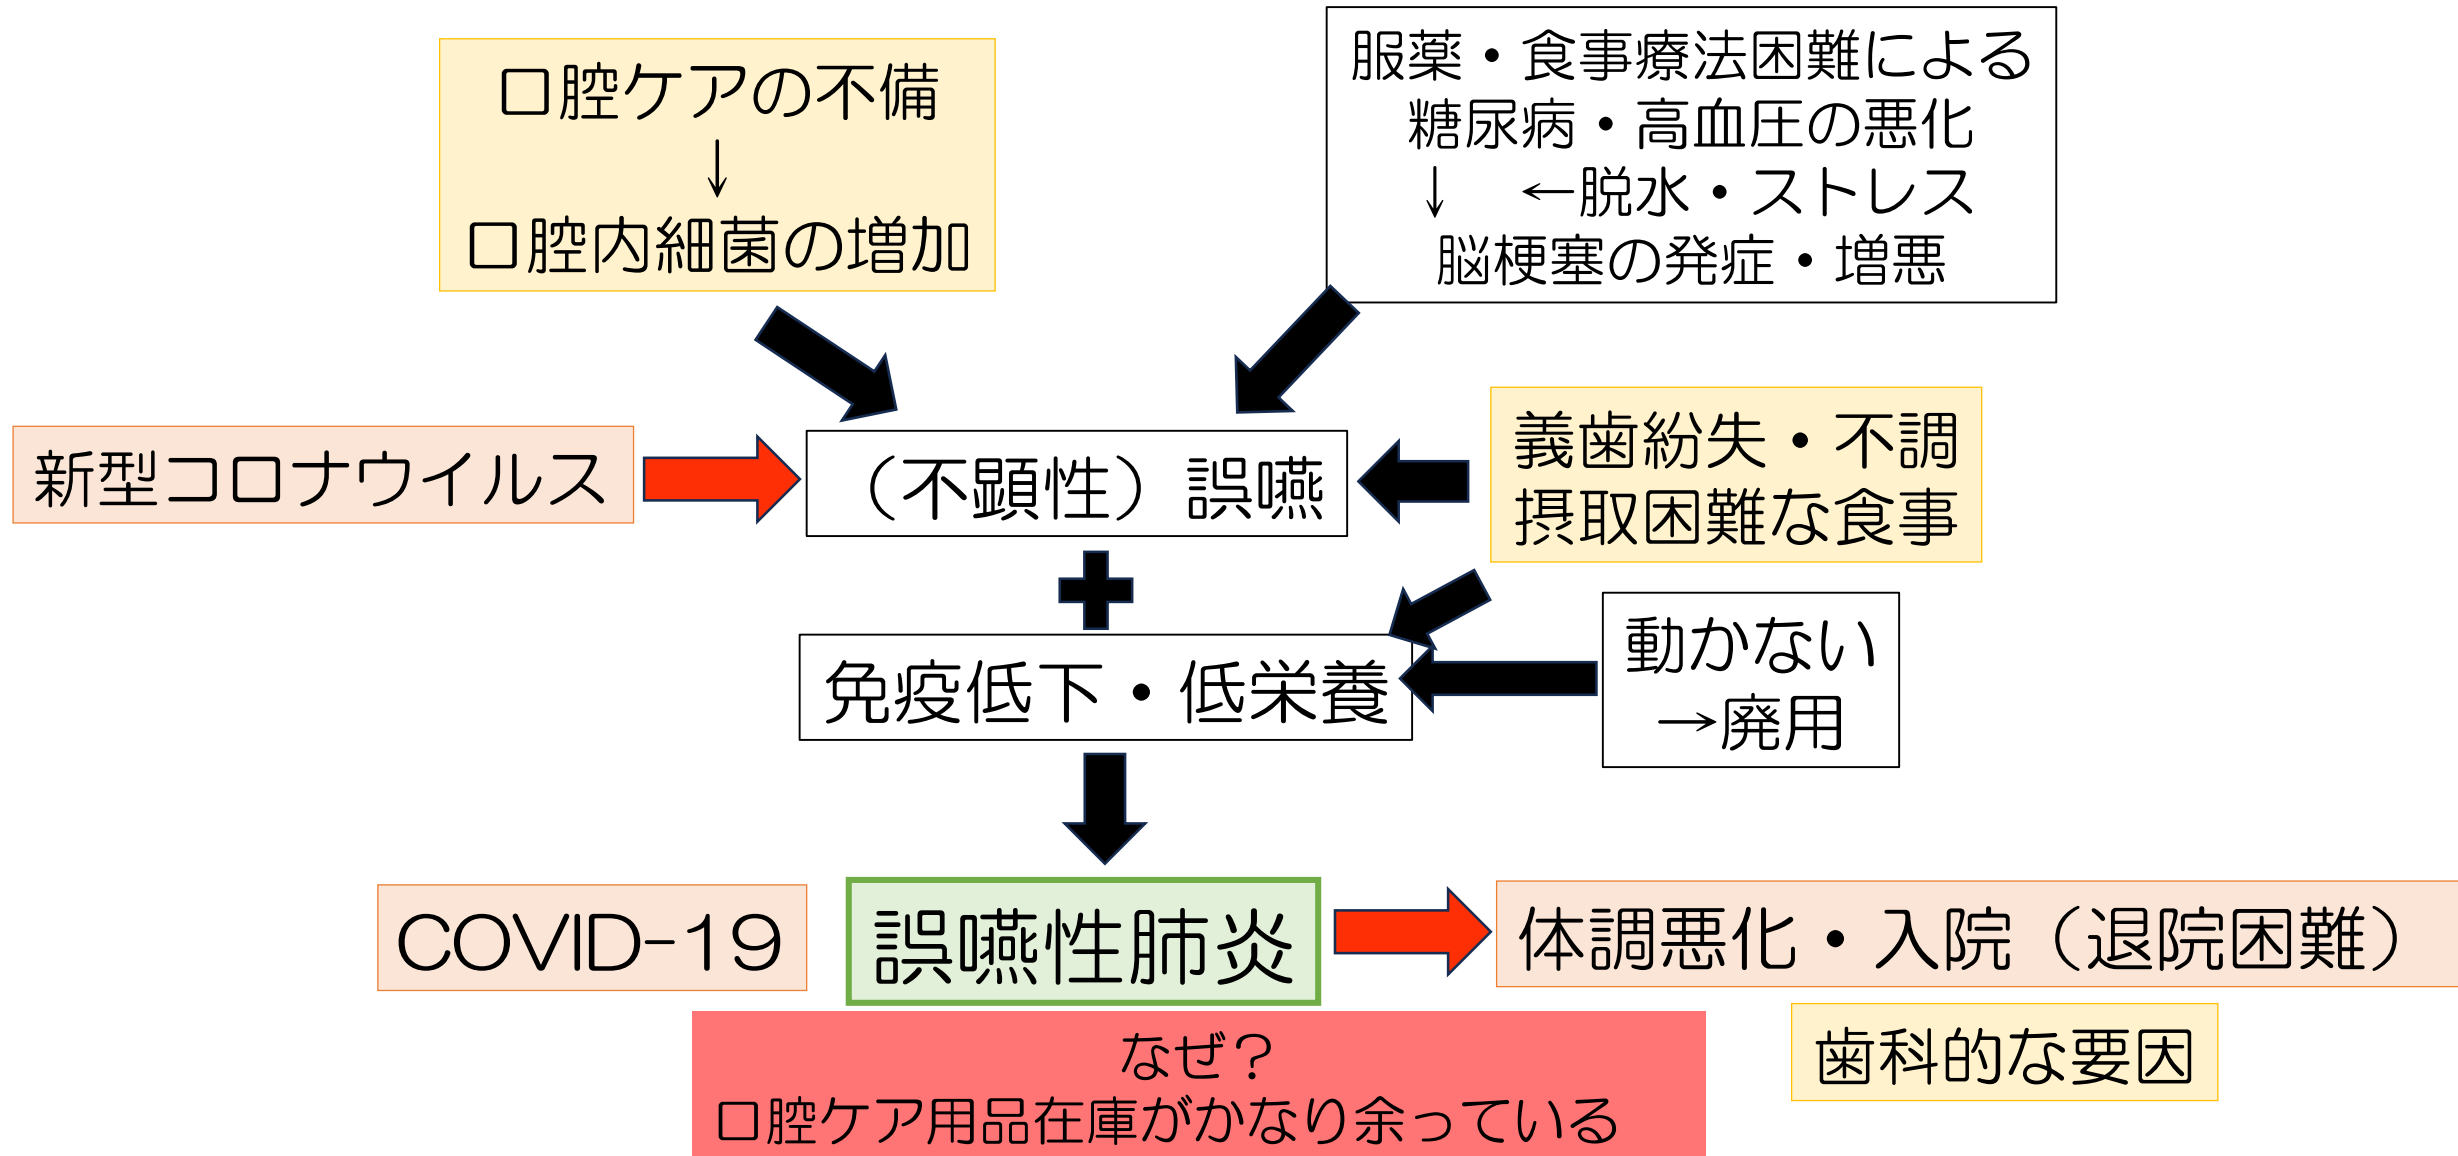 口腔ケアの不備
↓
口腔内細菌の増加
服薬・食事療法困難による
糖尿病・高血圧の悪化
↓ ←脱水・ストレス
脳梗塞の発症・増悪
新型コロナウイルス
（不顕性）誤嚥
義歯紛失・不調
摂取困難な食事
免疫低下・低栄養
動かない
→廃用
COVID-19
誤嚥性肺炎
体調悪化・入院（退院困難）
なぜ？
口腔ケア用品在庫がかなり余っている
歯科的な要因